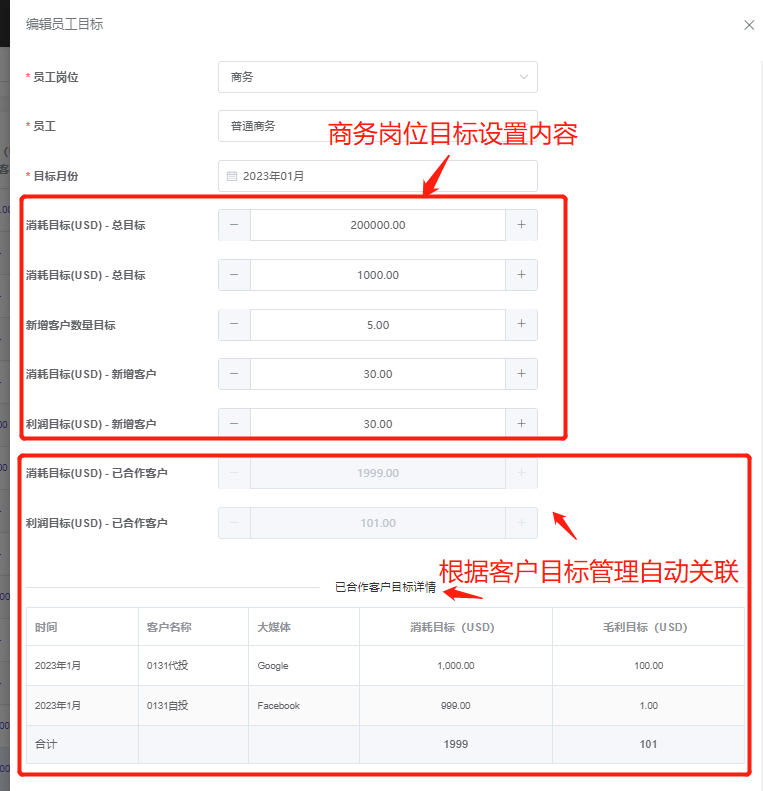 编辑员工目标
* 员工岗位
商务
* 员工
普通商务
商务岗位目标设置内容
* 目标月份
2023年01月
消耗目标(USD) - 总目标
200000.00
消耗目标(USD) - 总目标
1000.00
新增客户数量目标
5.00
消耗目标(USD) - 新增客户
30.00
利润目标(USD) - 新增客户
30.00
消耗目标(USD) - 已合作客户
1999.00
利润目标(USD) - 已合作客户
101.00
根据客户目标管理自动关联
已合作客户目标详情
时间 客户名称 大媒体 消耗目标（USD） 毛利目标（USD）
2023年1月 0131代投 Google 1,000.00 100.00
2023年1月 0131自投 Facebook 999.00 1.00
合计 1999 101